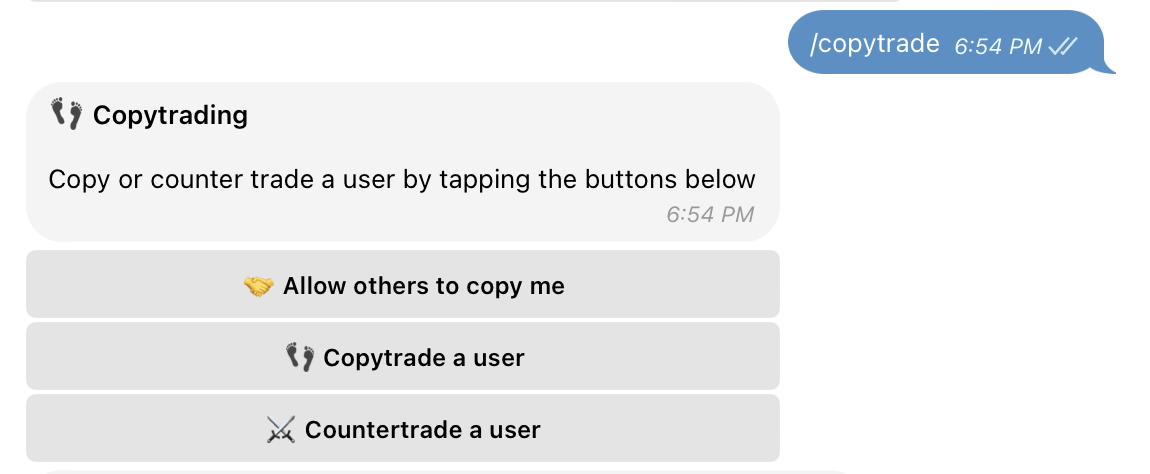 /copytrade 6:54 PM
👣 Copytrading
Copy or counter trade a user by tapping the buttons below
6:54 PM
🤝 Allow others to copy me
👣 Copytrade a user
⚔️ Countertrade a user